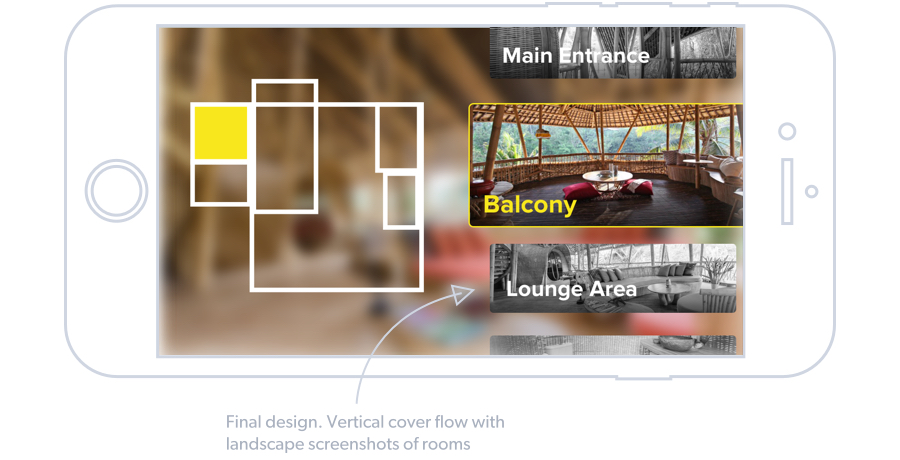 Main Entrance
Balcony
Lounge Area
Final design. Vertical cover flow with
landscape screenshots of rooms